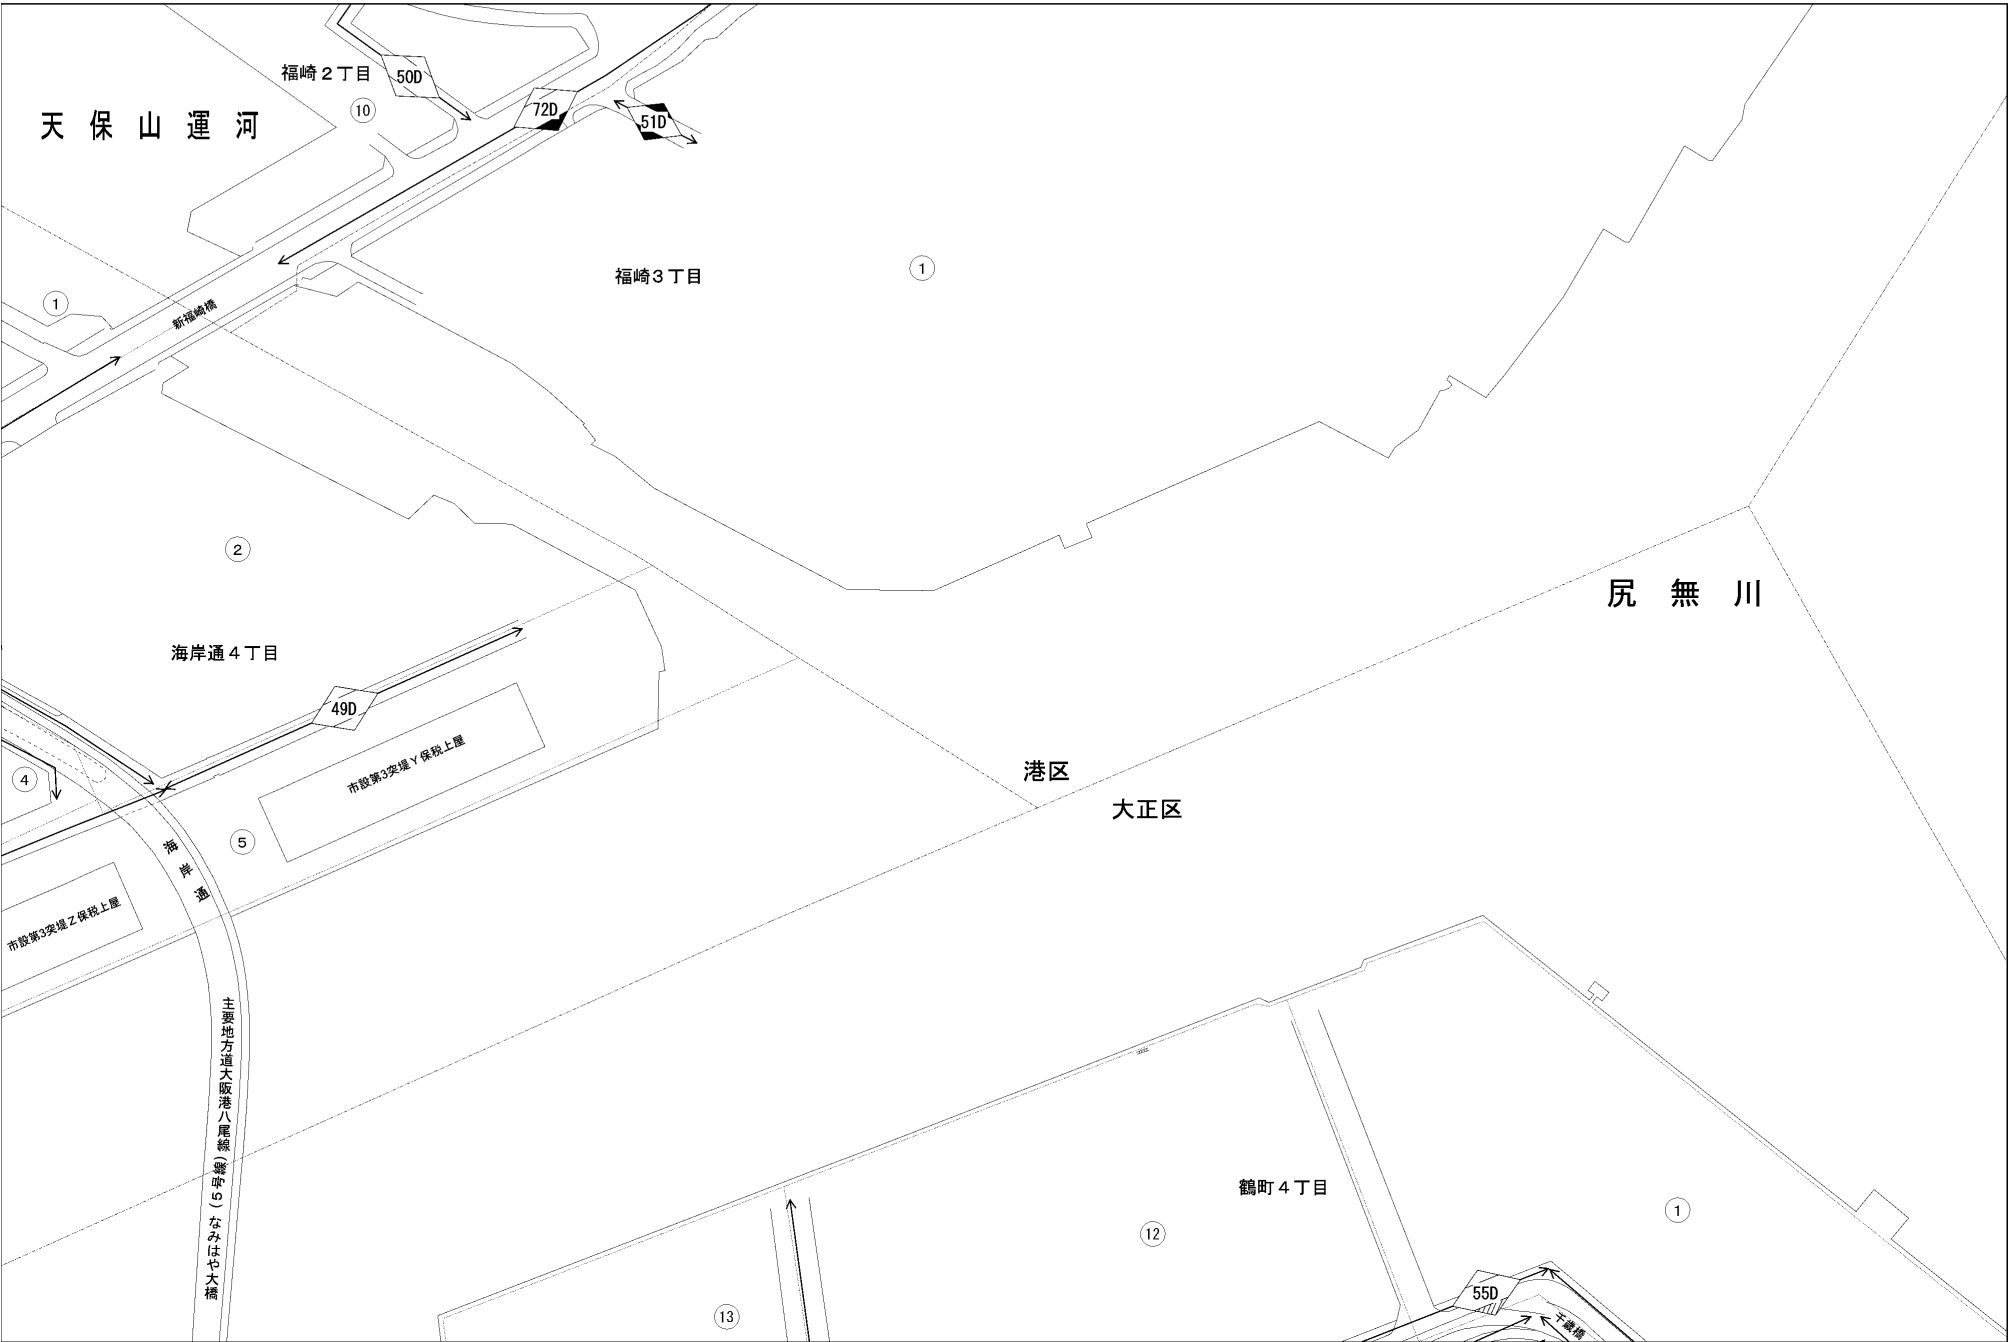 福崎２丁目
50D
72D
51D
10
天保山運河
福崎３丁目
1
1
新福崎橋
2
尻無川
海岸通４丁目
49D
市設第3突堤Ｙ保税上屋
4
港区
大正区
5
海岸通
市設第3突堤Ｚ保税上屋
主要地方道大阪港八尾線（５号線）なみはや大橋
鶴町４丁目
1
12
13
55D
千歳橋